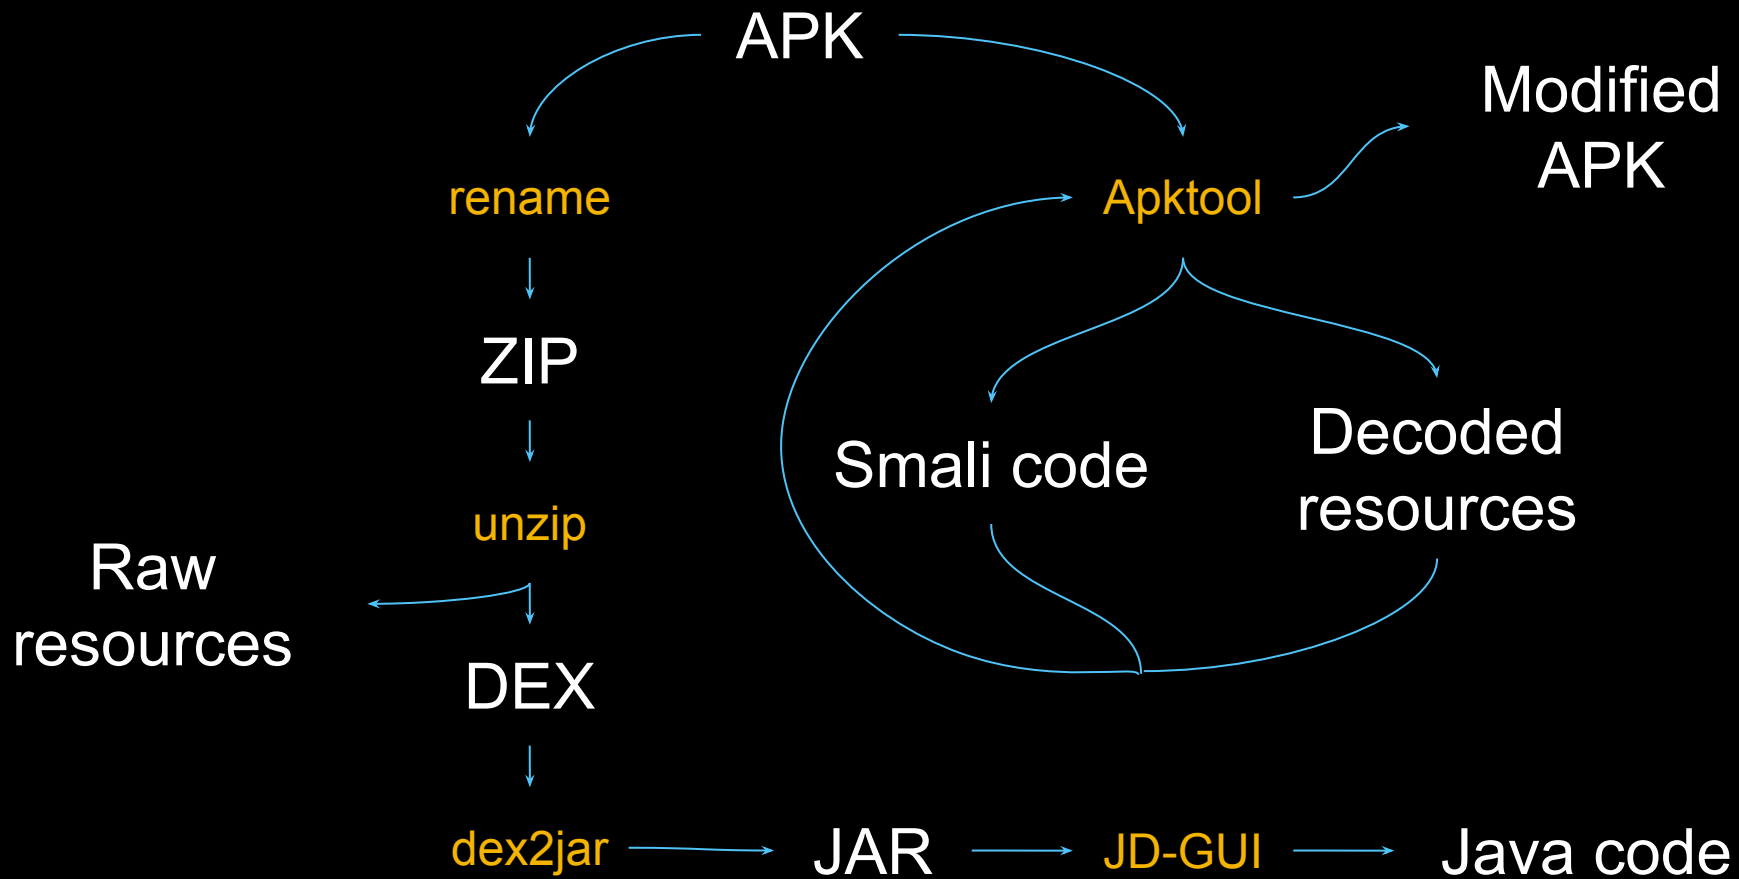 APK
Modified
APK
rename
Apktool
ZIP
Smali code
Decoded
resources
unzip
Raw
resources
DEX
dex2jar
JAR
JD-GUI
Java code